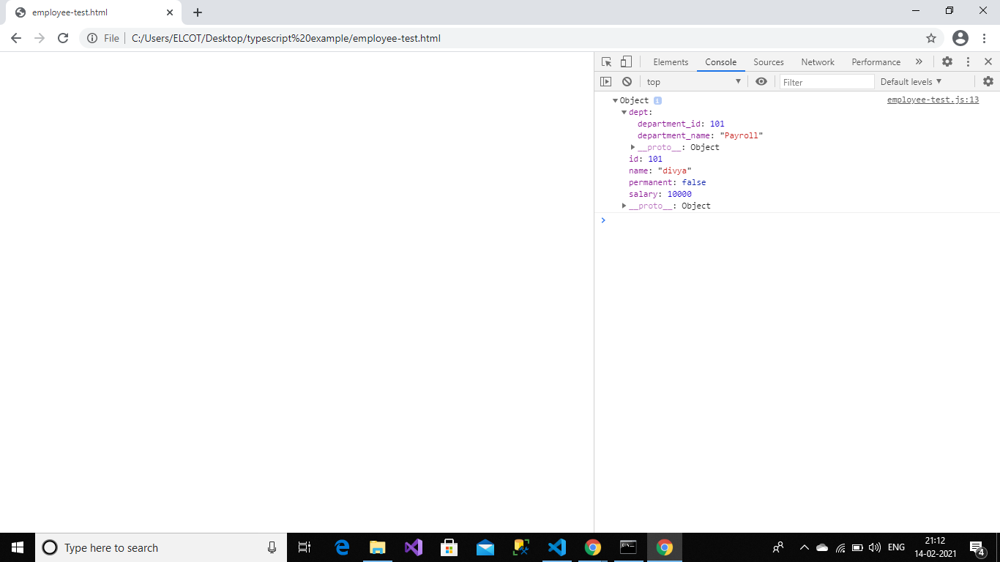 employee-test.html
File C:/Users/ELCOT/Desktop/typescript%20example/employee-test.html
Elements Console Sources Network Performance »
top Filter Default levels
Object i employee-test.js:13
dept:
department_id: 101
department_name: "Payroll"
__proto__: Object
id: 101
name: "divya"
permanent: false
salary: 10000
__proto__: Object
Type here to search
ENG
21:12
14-02-2021
4